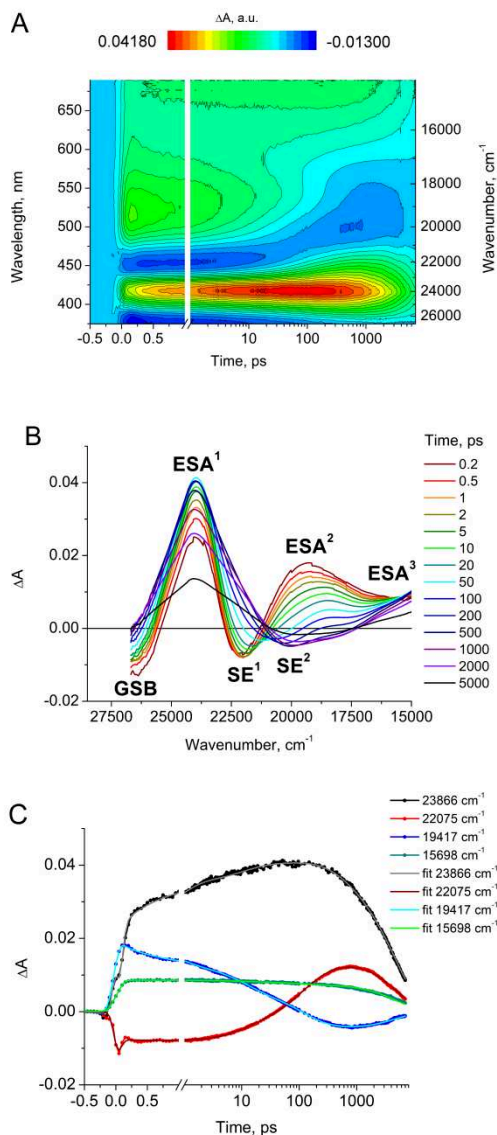 A
ΔA, a.u.
0.04180
-0.01300
Wavelength, nm
650
600
550
500
450
400
16000
18000
20000
22000
24000
26000
Wavenumber, cm⁻¹
-0.5 0.0 0.5 10 100 1000
Time, ps
B
ΔA
0.04
0.02
0.00
-0.02
ESA¹
ESA²
ESA³
GSB
SE¹
SE²
27500 25000 22500 20000 17500 15000
Wavenumber, cm⁻¹
Time, ps
0.2
0.5
1
2
5
10
20
50
100
200
500
1000
2000
5000
C
ΔA
0.04
0.02
0.00
-0.02
-0.5 0.0 0.5 10 100 1000
Time, ps
23866 cm⁻¹
22075 cm⁻¹
19417 cm⁻¹
15698 cm⁻¹
fit 23866 cm⁻¹
fit 22075 cm⁻¹
fit 19417 cm⁻¹
fit 15698 cm⁻¹